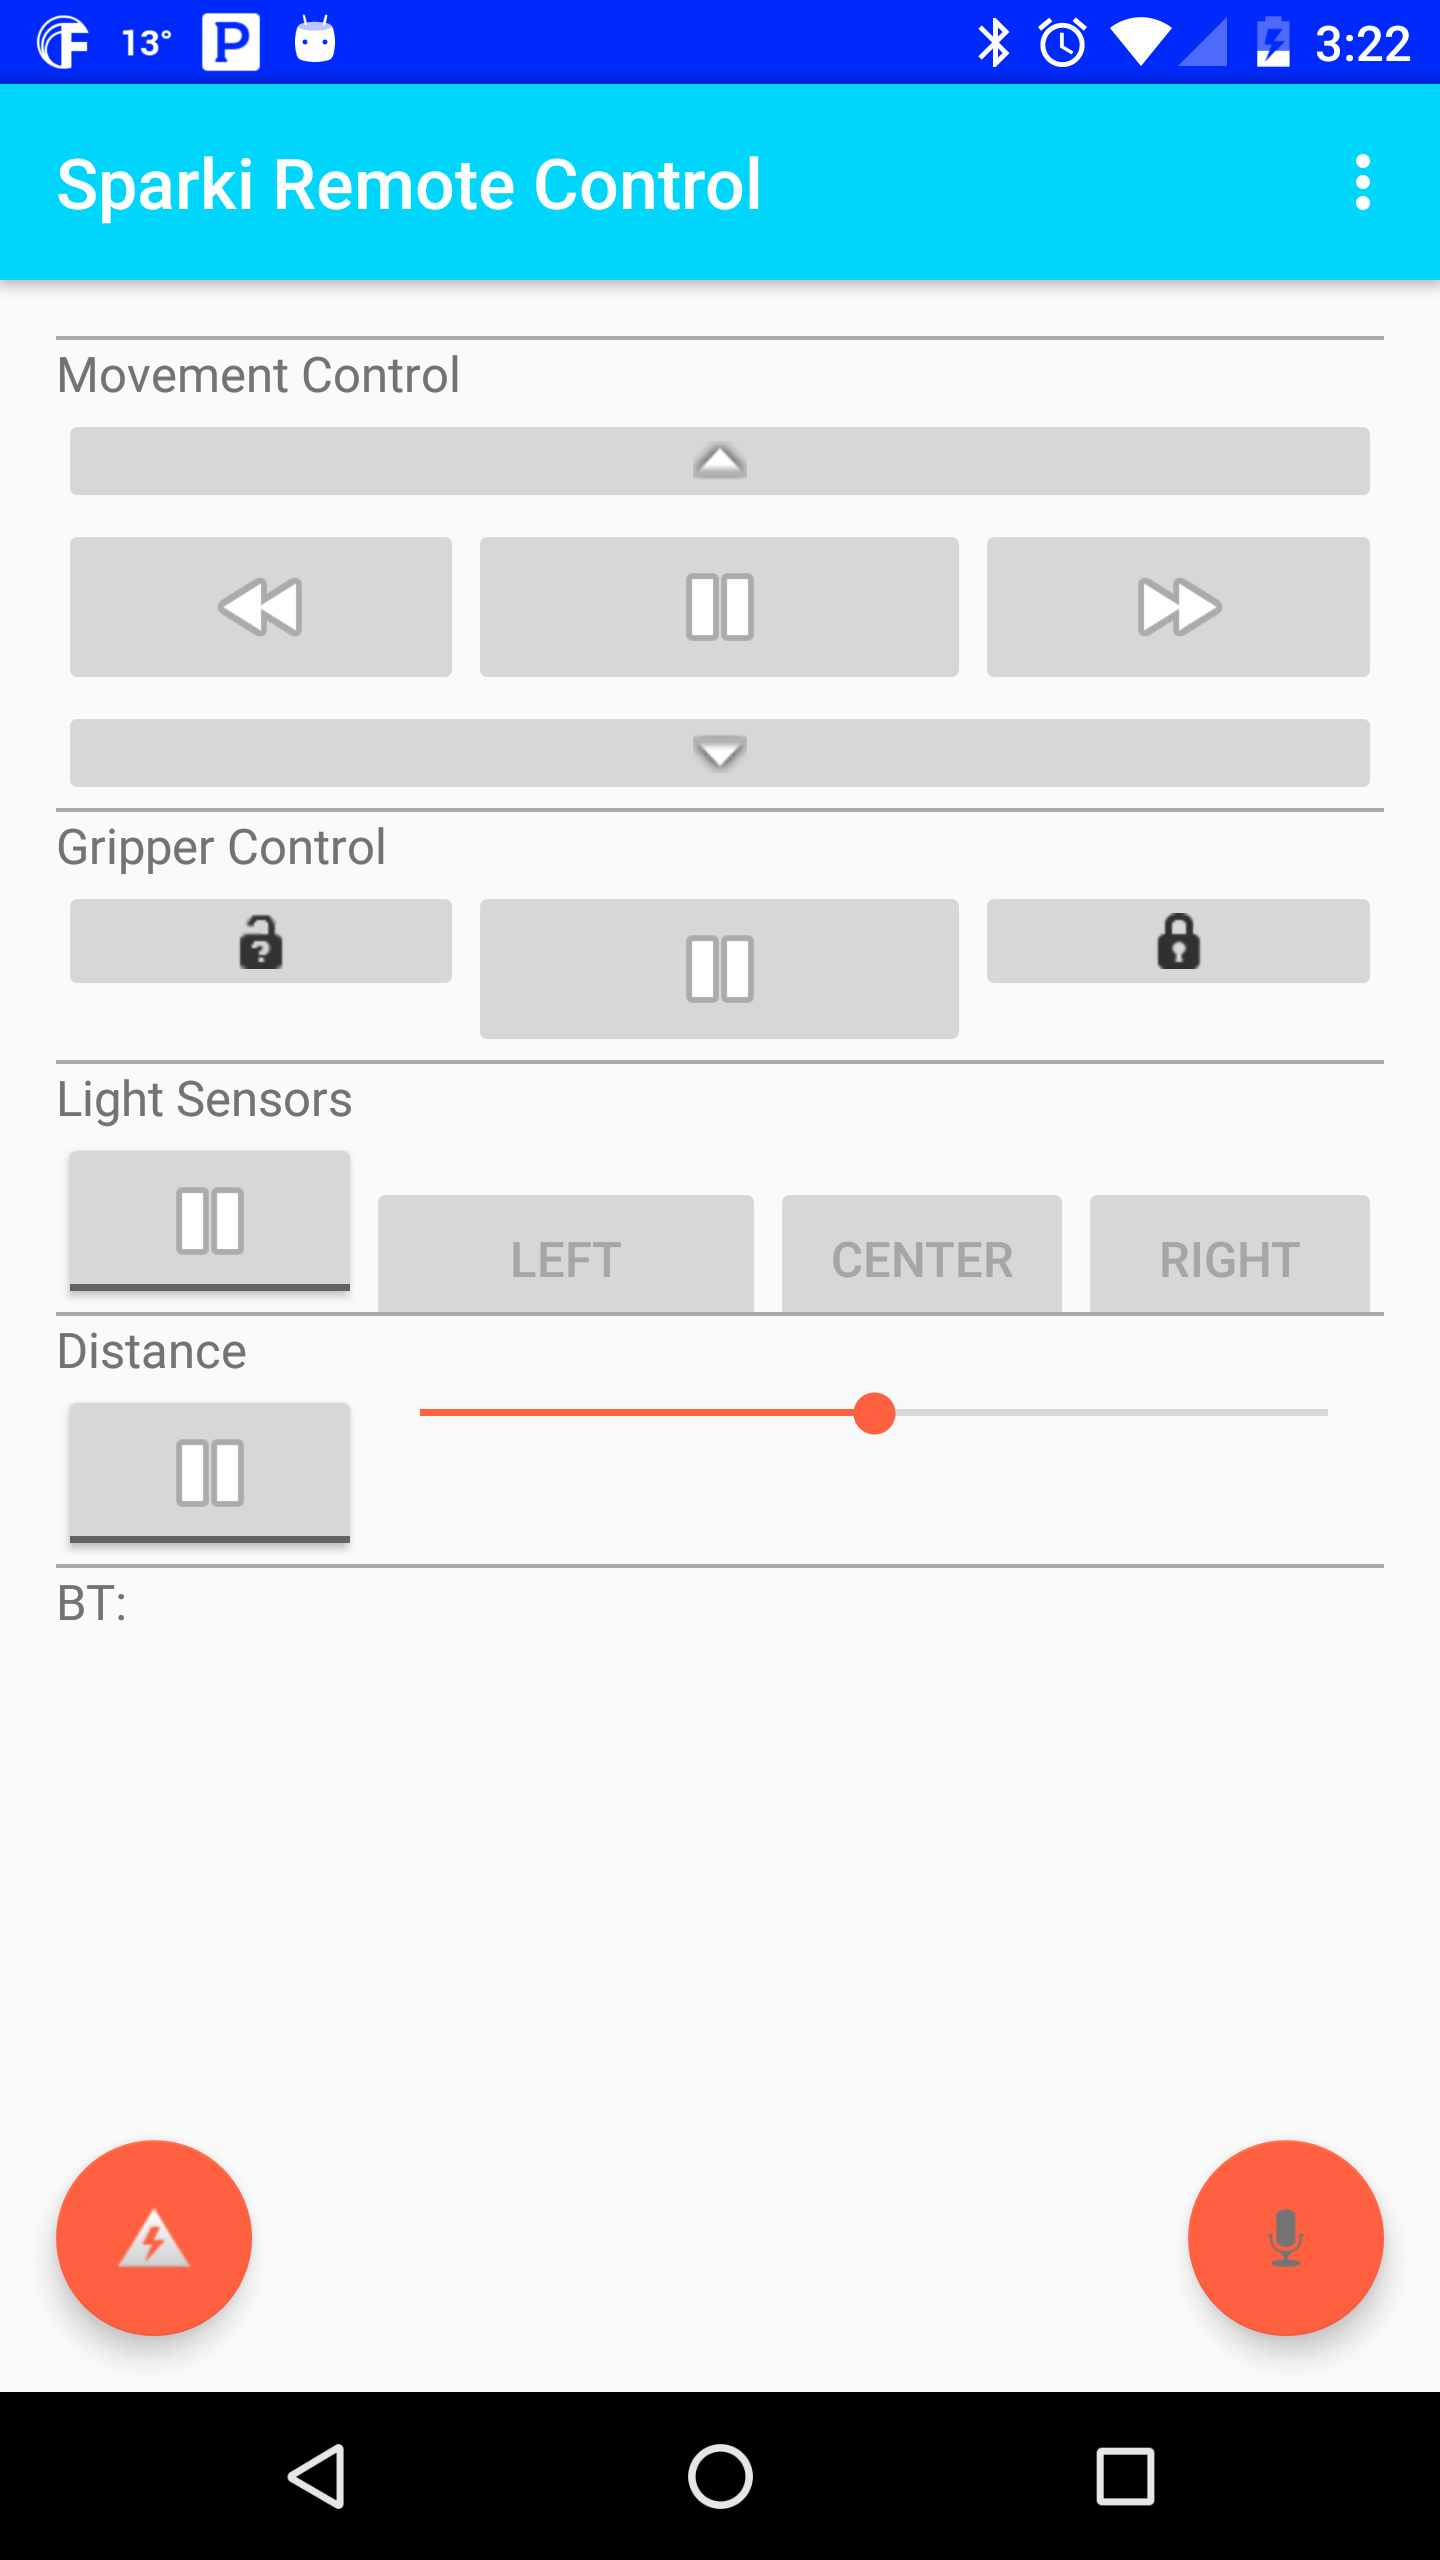 13° P 3:22
Sparki Remote Control
Movement Control
Gripper Control
Light Sensors
LEFT CENTER RIGHT
Distance
BT: